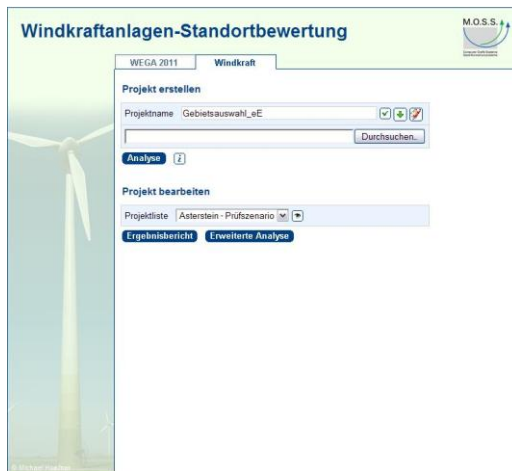 Windkraftanlagen-Standortbewertung
M.O.S.S.
WEGA 2011
Windkraft
Projekt erstellen
Projektname Gebietsauswahl_eE
Durchsuchen..
Analyse i
Projekt bearbeiten
Projektliste Asterstein - Prüfszenario
Ergebnisbericht Erweiterte Analyse